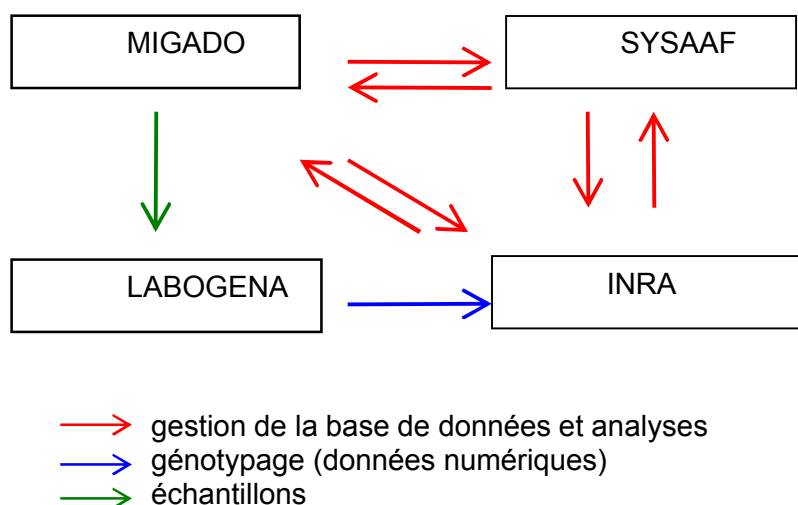 MIGADO
SYSAAF
LABOGENA
INRA
gestion de la base de données et analyses
génotypage (données numériques)
échantillons